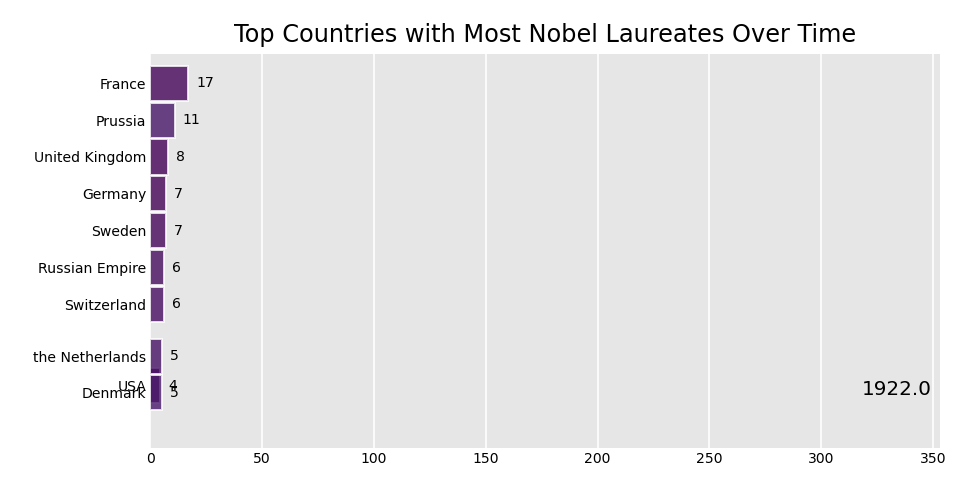 Top Countries with Most Nobel Laureates Over Time
France 17
Prussia 11
United Kingdom 8
Germany 7
Sweden 7
Russian Empire 6
Switzerland 6
the Netherlands 5
USA 4
Denmark 5
1922.0
0 50 100 150 200 250 300 350